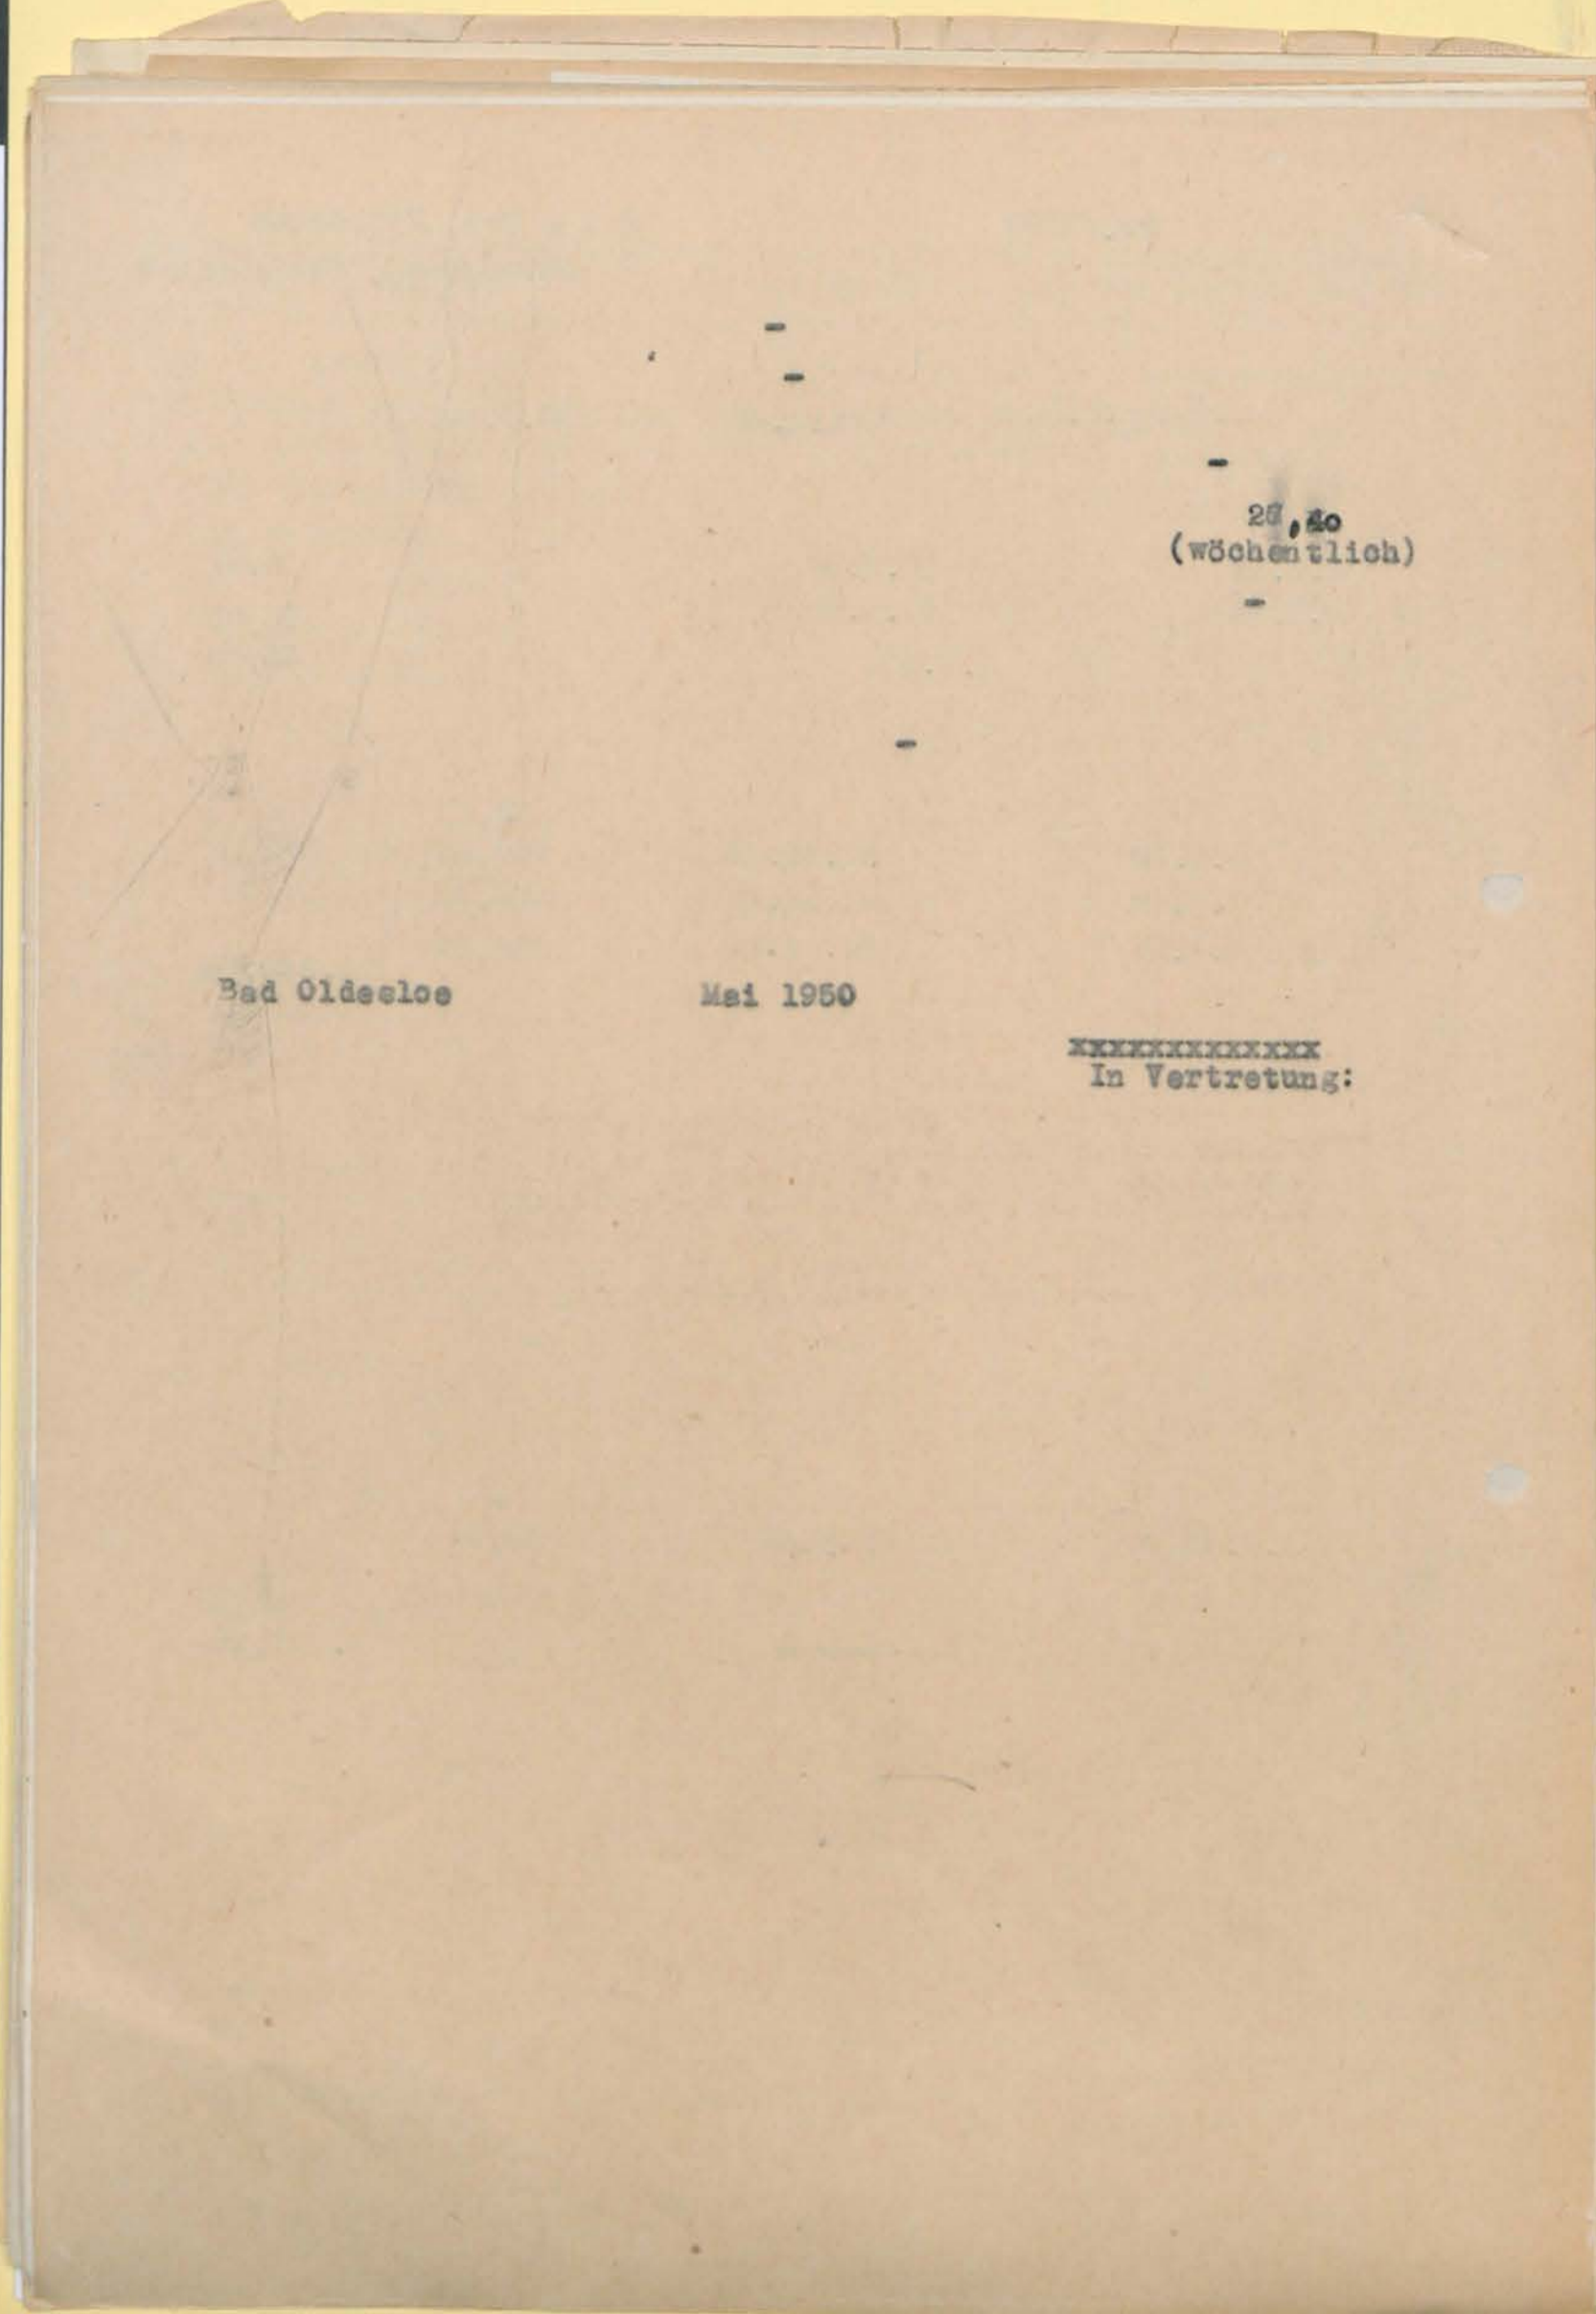 -
-
-
(wöchentlich)
-
-
Bad Oldesloe Mai 1950
xxxxxxxxxxxxx
In Vertretung: